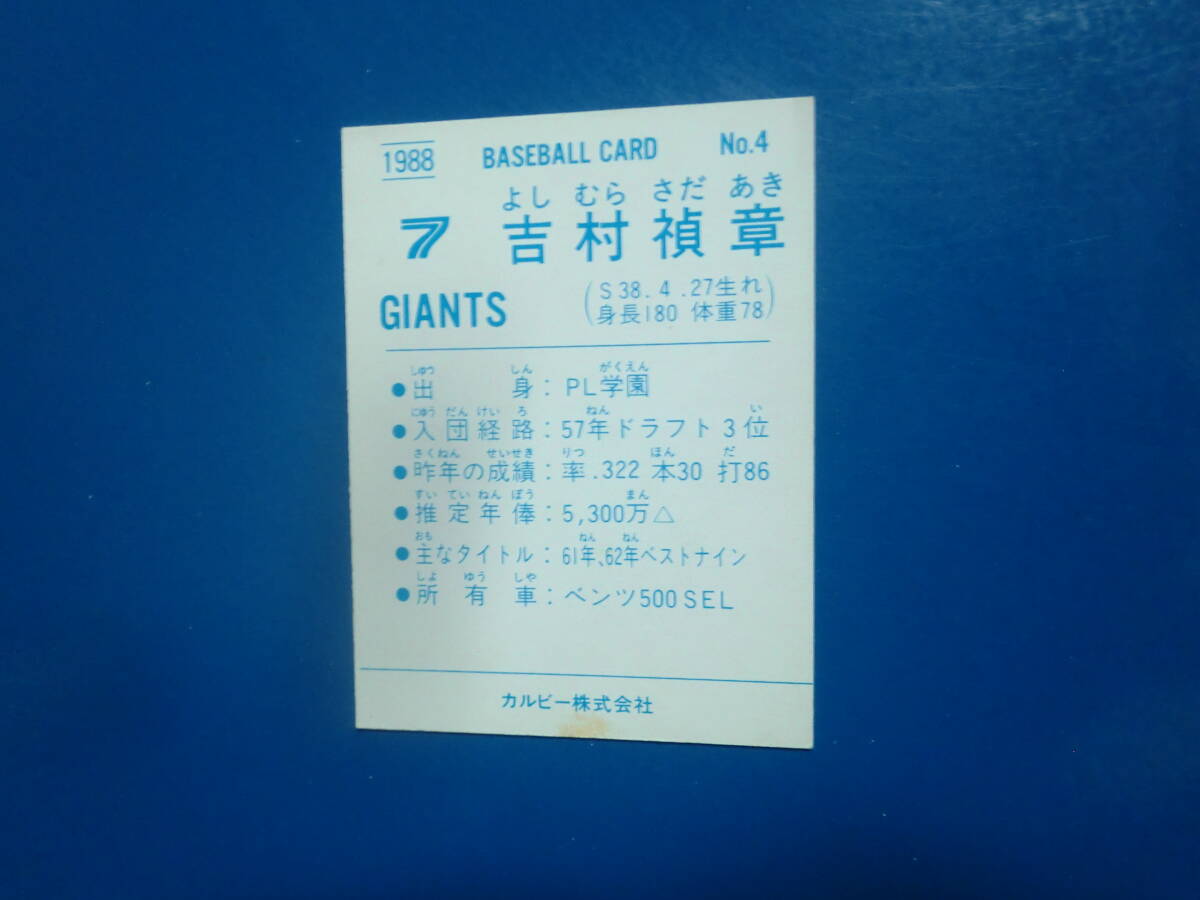 1988 BASEBALL CARD No.4
よし むら さだ あき
7 吉村禎章
GIANTS
(S38.4.27生れ
身長180 体重78)
しゅつ しん がくえん
●出身：PL学園
にゅう だん けい ろ ねん い
●入団経路：57年ドラフト3位
さくねん せいせき りつ ほん だ
●昨年の成績：率.322 本30 打86
すい てい ねん ぽう まん
●推定年俸：5,300万△
おも ねん ねん
●主なタイトル：61年、62年ベストナイン
しょ ゆう しゃ
●所有車：ベンツ500SEL
カルビー株式会社